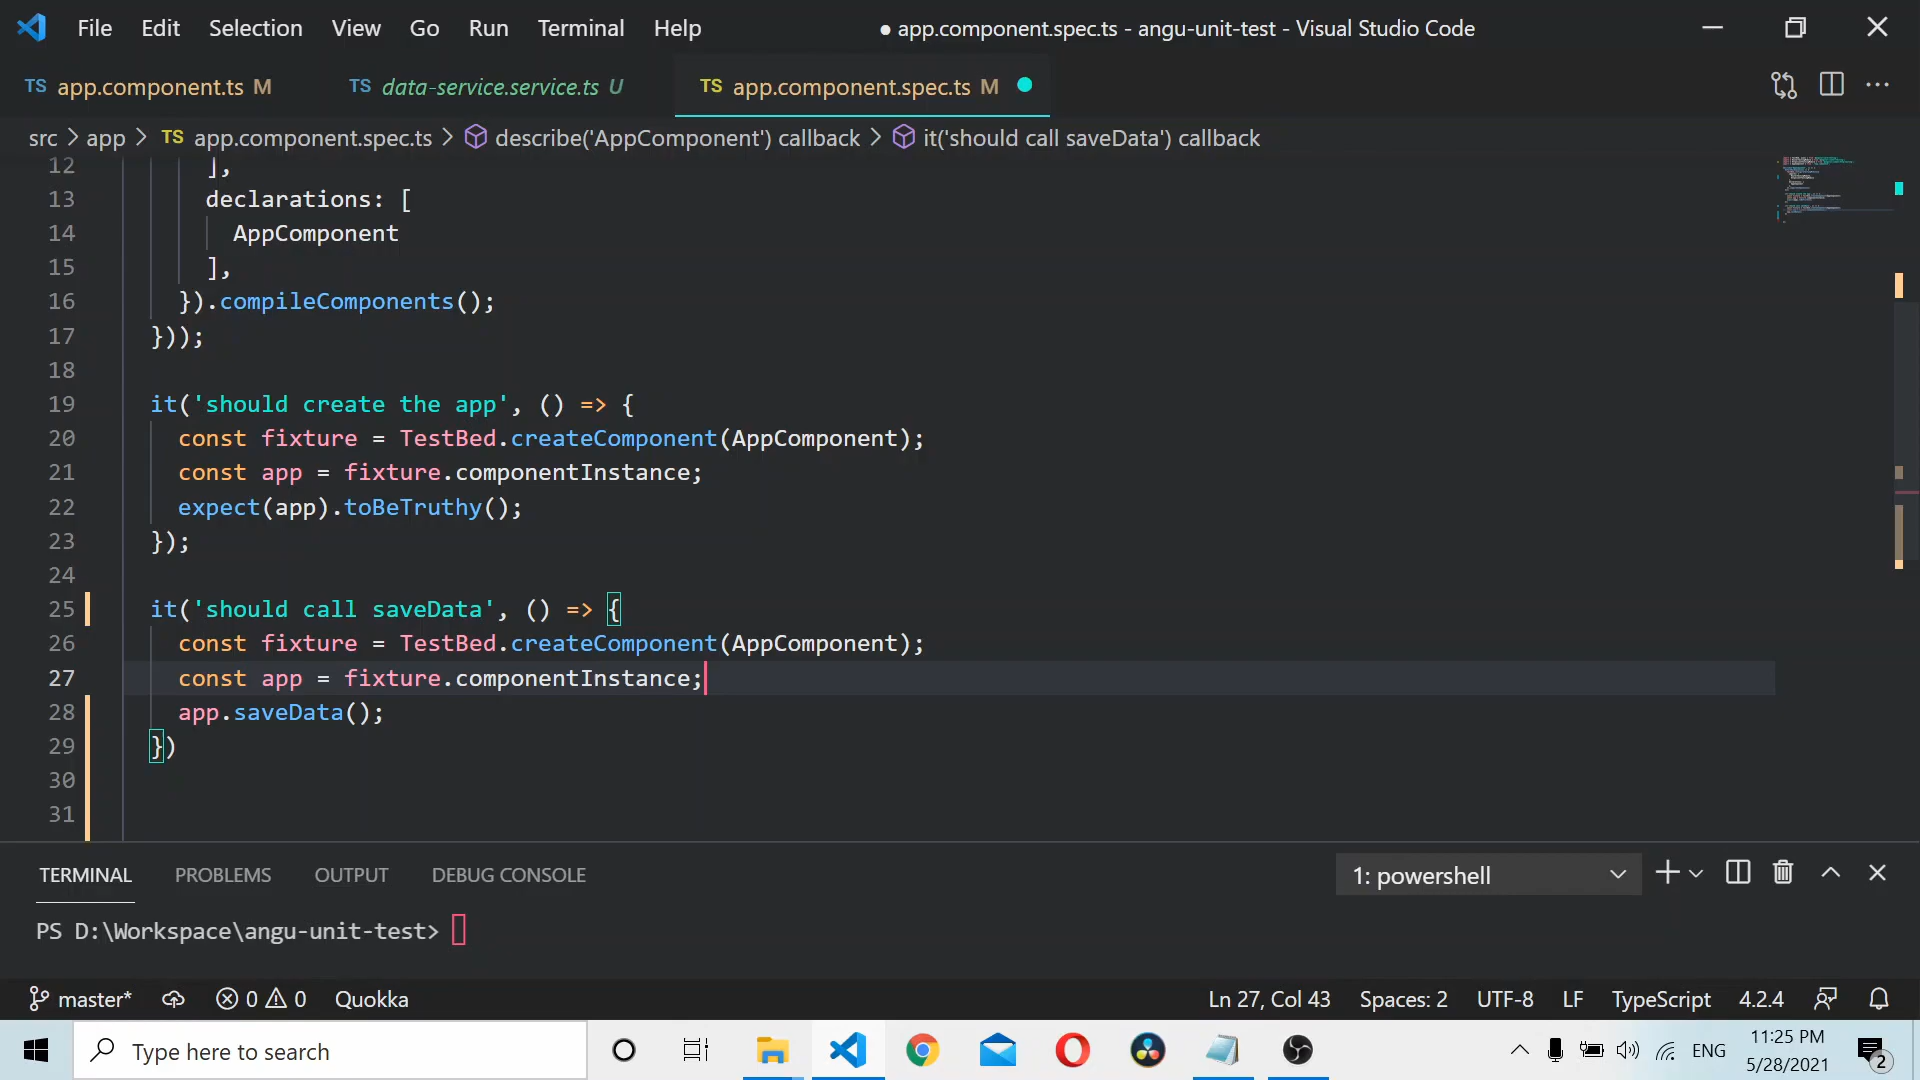 File Edit Selection View Go Run Terminal Help ● app.component.spec.ts - angu-unit-test - Visual Studio Code
TS app.component.ts M TS data-service.service.ts U TS app.component.spec.ts M
src > app > TS app.component.spec.ts > describe('AppComponent') callback > it('should call saveData') callback
12 ],
13 declarations: [
14 AppComponent
15 ],
16 }).compileComponents();
17 }));
18
19 it('should create the app', () => {
20 const fixture = TestBed.createComponent(AppComponent);
21 const app = fixture.componentInstance;
22 expect(app).toBeTruthy();
23 });
24
25 it('should call saveData', () => {
26 const fixture = TestBed.createComponent(AppComponent);
27 const app = fixture.componentInstance;
28 app.saveData();
29 })
30
31
TERMINAL PROBLEMS OUTPUT DEBUG CONSOLE 1: powershell
PS D:\Workspace\angu-unit-test>
master* 0 0 Quokka Ln 27, Col 43 Spaces: 2 UTF-8 LF TypeScript 4.2.4
Type here to search ENG 11:25 PM
5/28/2021 2